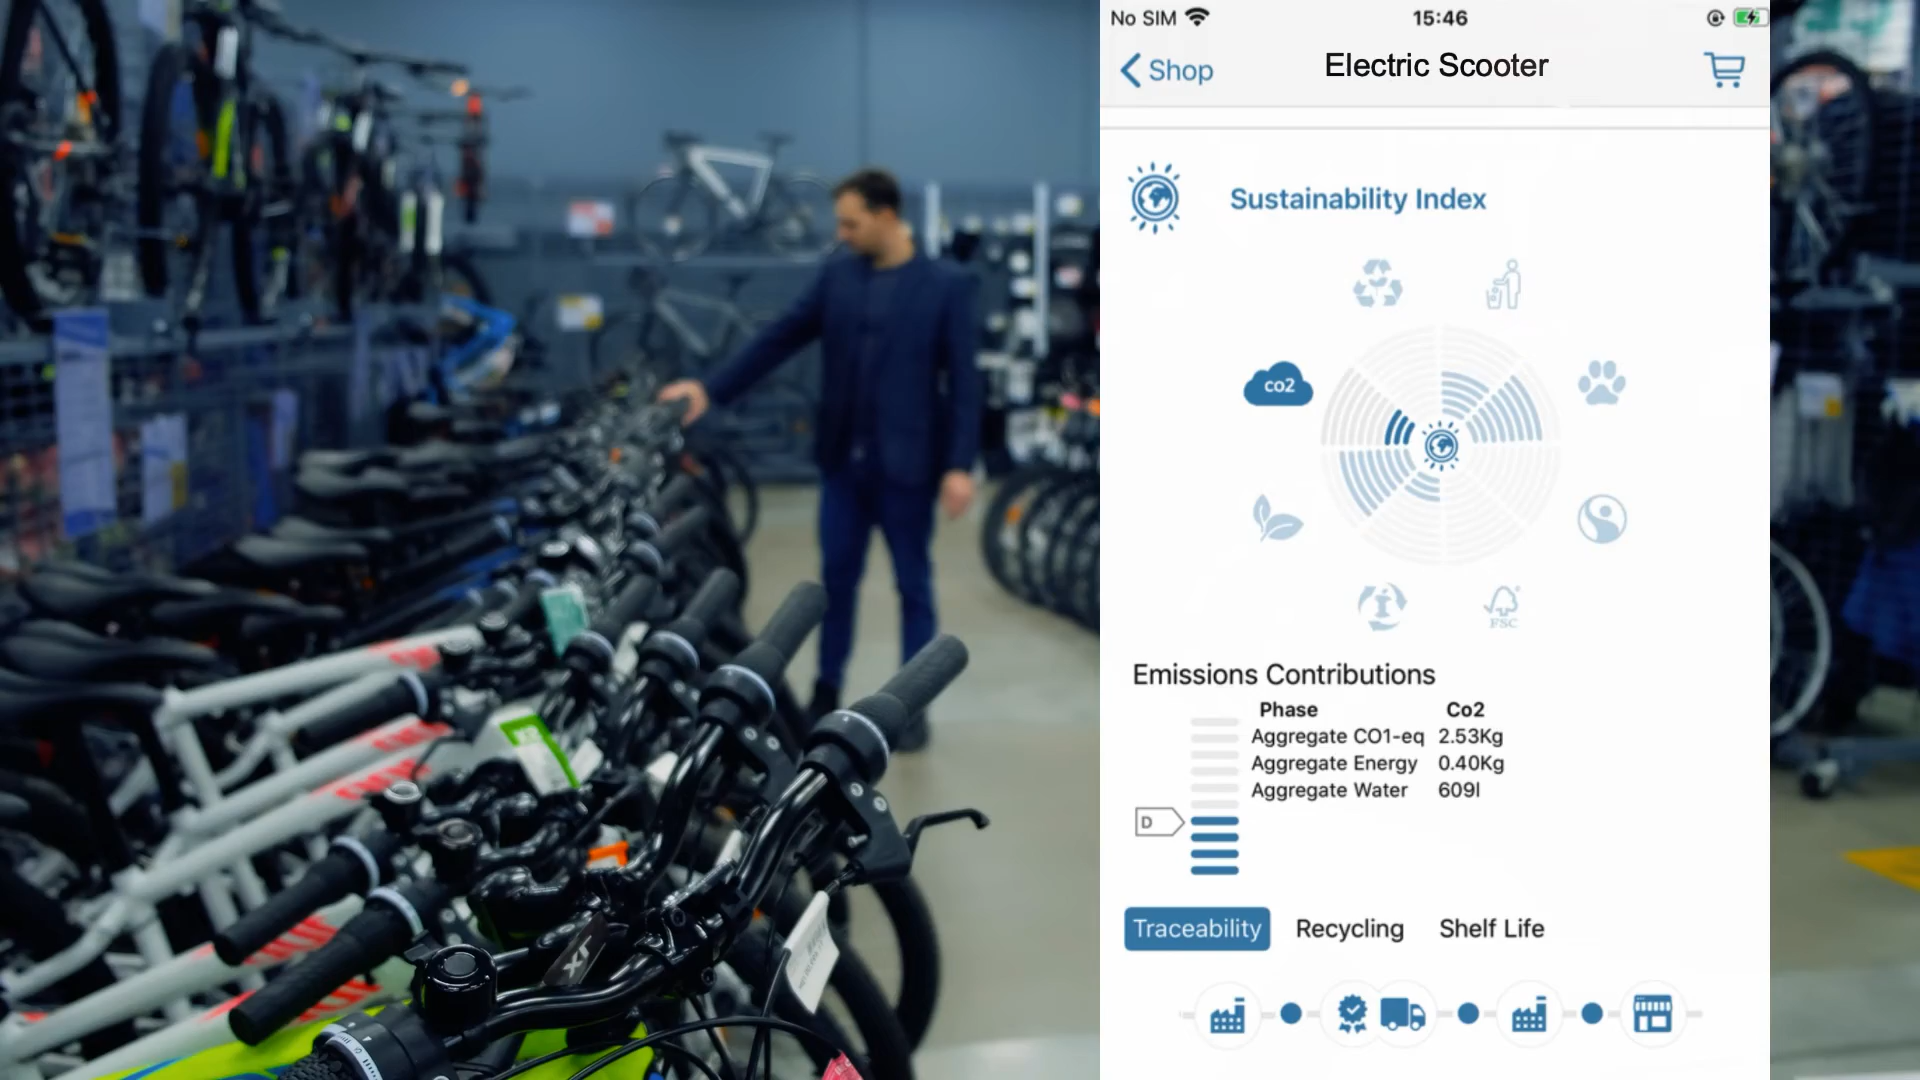 No SIM 15:46
Shop Electric Scooter
Sustainability Index
co2
FSC
Emissions Contributions
Phase Co2
Aggregate CO1-eq 2.53Kg
Aggregate Energy 0.40Kg
Aggregate Water 609l
D
Traceability Recycling Shelf Life